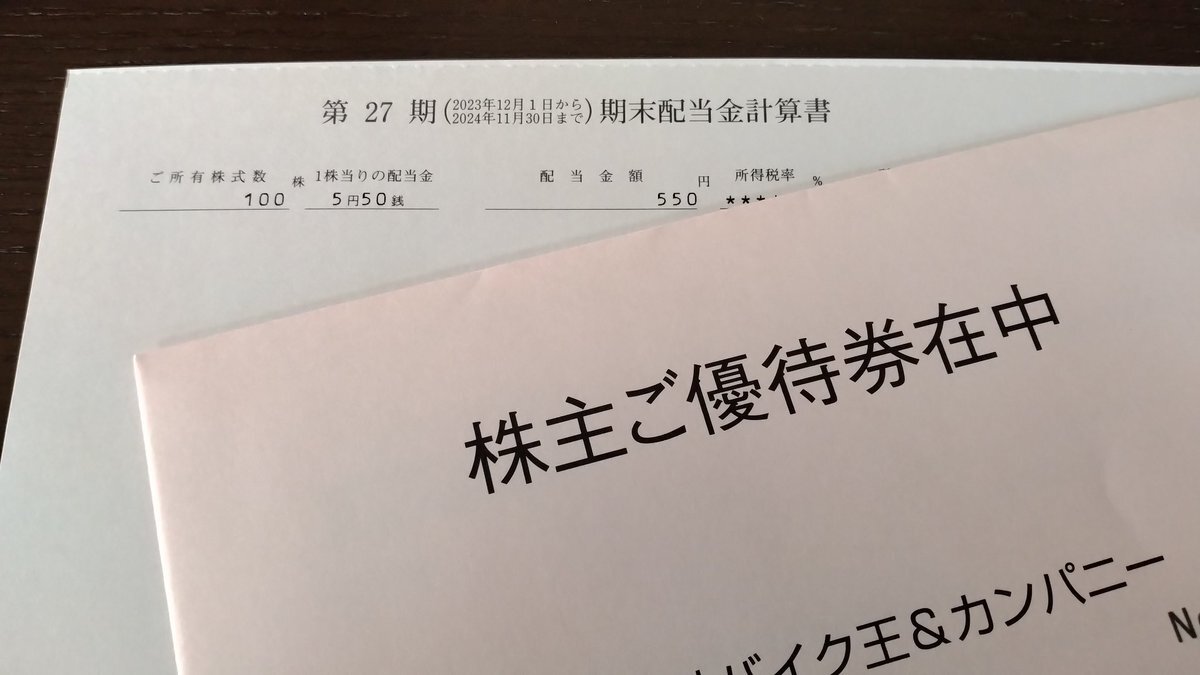 第 27 期(2023年12月1日から
2024年11月30日まで)期末配当金計算書
ご所有株式数 株 1株当りの配当金 配当金額 円 所得税率 %
100 5円50銭 550 ***
株主ご優待券在中
バイク王&カンパニー
N